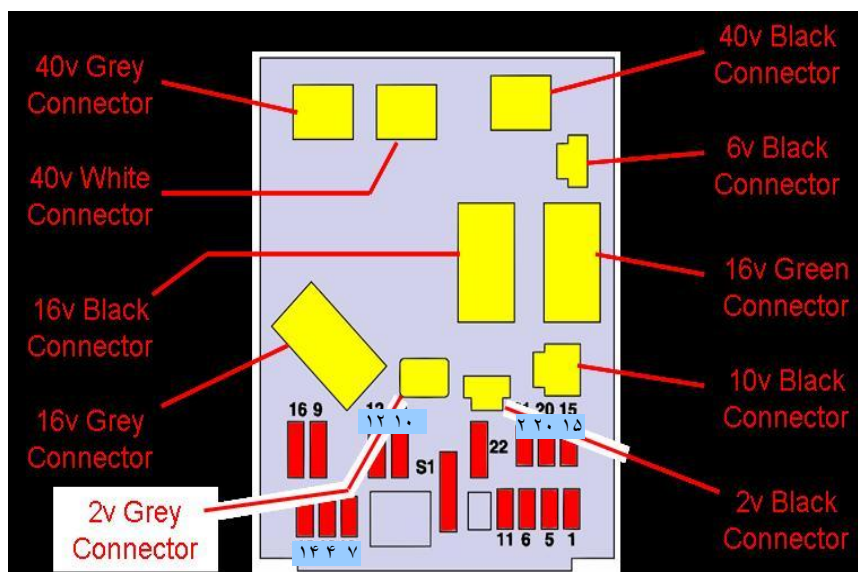 40v Grey
Connector
40v White
Connector
16v Black
Connector
16v Grey
Connector
2v Grey
Connector
40v Black
Connector
6v Black
Connector
16v Green
Connector
10v Black
Connector
2v Black
Connector
16 9
۱۲ ۱۰
20 15
۲ ۲۰ ۱۵
22
S1
۱۴ ۴ ۷
11 6 5 1